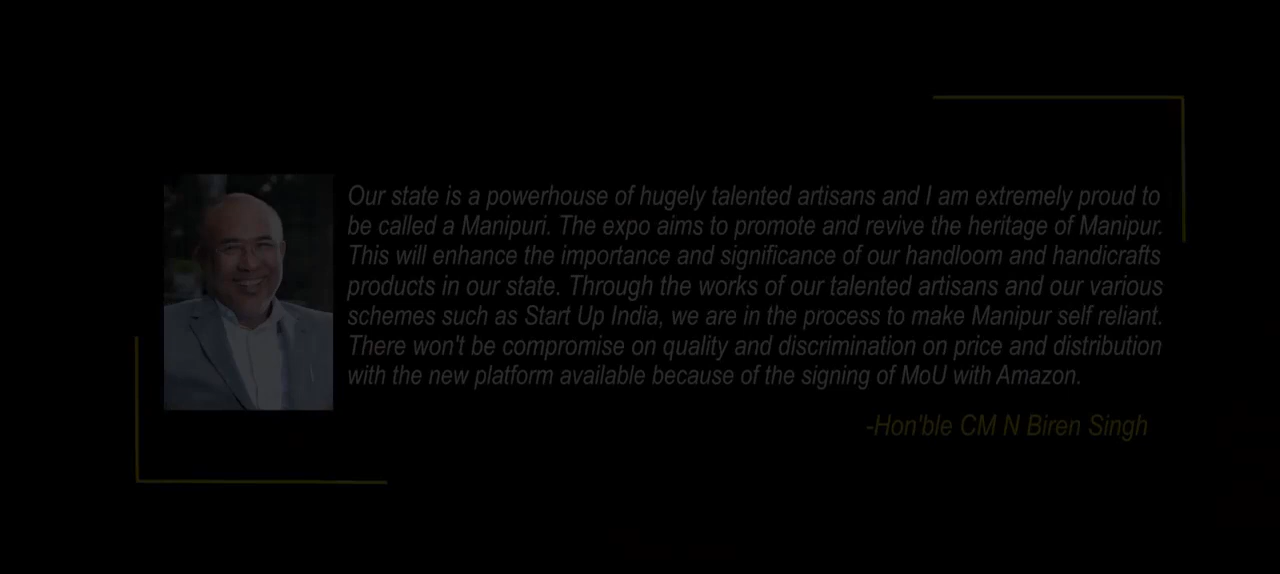 Our state is a powerhouse of hugely talented artisans and I am extremely proud to
be called a Manipuri. The expo aims to promote and revive the heritage of Manipur.
This will enhance the importance and significance of our handloom and handicrafts
products in our state. Through the works of our talented artisans and our various
schemes such as Start Up India, we are in the process to make Manipur self reliant.
There won't be compromise on quality and discrimination on price and distribution
with the new platform available because of the signing of MoU with Amazon.
-Hon'ble CM N Biren Singh